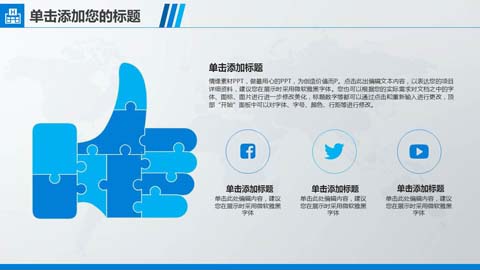 单击添加您的标题
单击添加标题
情缘素材PPT，做最用心的PPT，为创造价值而P。点击此出编辑文本内容，以表达您的项目
详细资料，建议您在展示时采用微软雅黑字体。您也可以根据您的实际需求对文档之中的字
体、图标、图片进行进一步修改美化，标题数字等都可以通过点击和重新输入进行更改，顶
部“开始”面板中可以对字体、字号、颜色、行距等进行修改。
单击添加标题
单击此处编辑内容，建议
您在展示时采用微软雅黑
字体
单击添加标题
单击此处编辑内容，建议
您在展示时采用微软雅黑
字体
单击添加标题
单击此处编辑内容，建议
您在展示时采用微软雅黑
字体